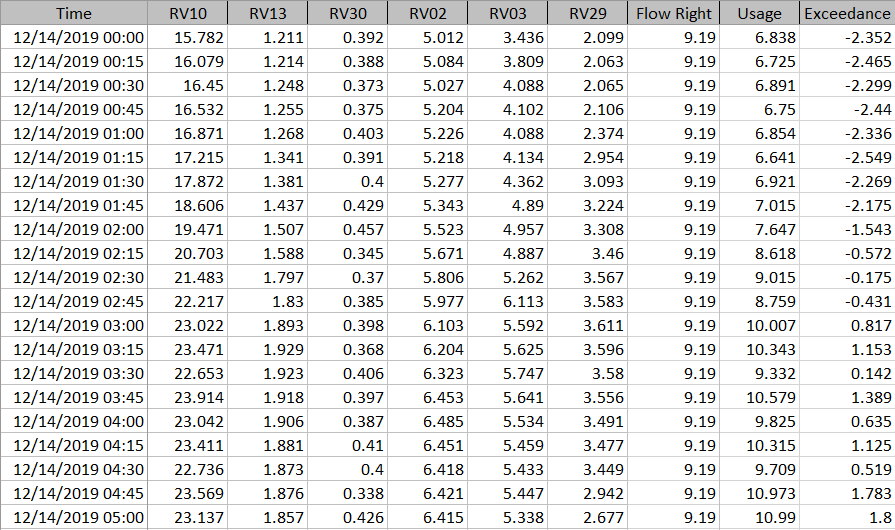 Time RV10 RV13 RV30 RV02 RV03 RV29 Flow Right Usage Exceedance
12/14/2019 00:00 15.782 1.211 0.392 5.012 3.436 2.099 9.19 6.838 -2.352
12/14/2019 00:15 16.079 1.214 0.388 5.084 3.809 2.063 9.19 6.725 -2.465
12/14/2019 00:30 16.45 1.248 0.373 5.027 4.088 2.065 9.19 6.891 -2.299
12/14/2019 00:45 16.532 1.255 0.375 5.204 4.102 2.106 9.19 6.75 -2.44
12/14/2019 01:00 16.871 1.268 0.403 5.226 4.088 2.374 9.19 6.854 -2.336
12/14/2019 01:15 17.215 1.341 0.391 5.218 4.134 2.954 9.19 6.641 -2.549
12/14/2019 01:30 17.872 1.381 0.4 5.277 4.362 3.093 9.19 6.921 -2.269
12/14/2019 01:45 18.606 1.437 0.429 5.343 4.89 3.224 9.19 7.015 -2.175
12/14/2019 02:00 19.471 1.507 0.457 5.523 4.957 3.308 9.19 7.647 -1.543
12/14/2019 02:15 20.703 1.588 0.345 5.671 4.887 3.46 9.19 8.618 -0.572
12/14/2019 02:30 21.483 1.797 0.37 5.806 5.262 3.567 9.19 9.015 -0.175
12/14/2019 02:45 22.217 1.83 0.385 5.977 6.113 3.583 9.19 8.759 -0.431
12/14/2019 03:00 23.022 1.893 0.398 6.103 5.592 3.611 9.19 10.007 0.817
12/14/2019 03:15 23.471 1.929 0.368 6.204 5.625 3.596 9.19 10.343 1.153
12/14/2019 03:30 22.653 1.923 0.406 6.323 5.747 3.58 9.19 9.332 0.142
12/14/2019 03:45 23.914 1.918 0.397 6.453 5.641 3.556 9.19 10.579 1.389
12/14/2019 04:00 23.042 1.906 0.387 6.485 5.534 3.491 9.19 9.825 0.635
12/14/2019 04:15 23.411 1.881 0.41 6.451 5.459 3.477 9.19 10.315 1.125
12/14/2019 04:30 22.736 1.873 0.4 6.418 5.433 3.449 9.19 9.709 0.519
12/14/2019 04:45 23.569 1.876 0.338 6.421 5.447 2.942 9.19 10.973 1.783
12/14/2019 05:00 23.137 1.857 0.426 6.415 5.338 2.677 9.19 10.99 1.8